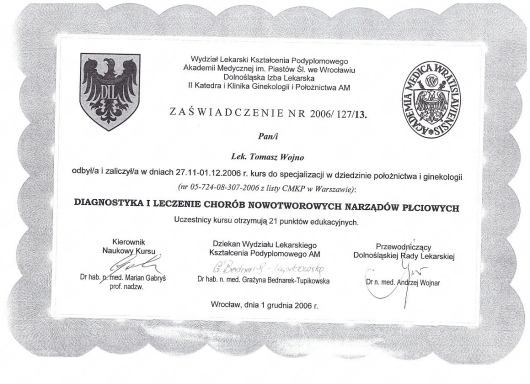 Wydział Lekarski Kształcenia Podyplomowego
Akademii Medycznej im. Piastów Śl. we Wrocławiu
Dolnośląska Izba Lekarska
II Katedra i Klinika Ginekologii i Położnictwa AM
DIL
ACADEMIA MEDICA WRATISLAVIENSIS
ZAŚWIADCZENIE NR 2006/ 127/13.
Pan/i
Lek. Tomasz Wojno
odbył/a i zaliczył/a w dniach 27.11-01.12.2006 r. kurs do specjalizacji w dziedzinie położnictwa i ginekologii
(nr 05-724-08-307-2006 z listy CMKP w Warszawie):
DIAGNOSTYKA I LECZENIE CHORÓB NOWOTWOROWYCH NARZĄDÓW PŁCIOWYCH
Uczestnicy kursu otrzymują 21 punktów edukacyjnych.
Kierownik
Naukowy Kursu
Dr hab. n. med. Marian Gabryś
prof. nadzw.
Dziekan Wydziału Lekarskiego
Kształcenia Podyplomowego AM
G. Bednarek-Tupikowska
Dr hab. n. med. Grażyna Bednarek-Tupikowska
Przewodniczący
Dolnośląskiej Rady Lekarskiej
Dr n. med. Andrzej Wojnar
Wrocław, dnia 1 grudnia 2006 r.